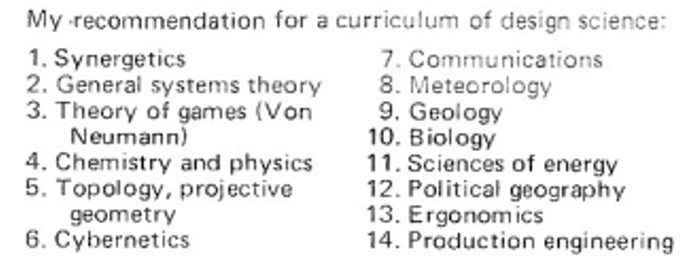 My recommendation for a curriculum of design science:
1. Synergetics
2. General systems theory
3. Theory of games (Von
Neumann)
4. Chemistry and physics
5. Topology, projective
geometry
6. Cybernetics
7. Communications
8. Meteorology
9. Geology
10. Biology
11. Sciences of energy
12. Political geography
13. Ergonomics
14. Production engineering